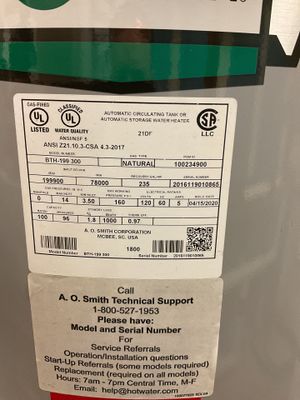 GAS-FIRED
UL
LISTED
CLASSIFIED
UL
WATER QUALITY
ANSI/NSF 5
AUTOMATIC CIRCULATING TANK OR
AUTOMATIC STORAGE WATER HEATER
21DF
LLC
ANSI Z21.10.3-CSA 4.3-2017
BTH-199 300
NATURAL
100234900
199900
78000
235
2016119010865
0
14
3.50
160
120
60
5
04/15/2020
100
96
1.8
1000
(0.97)
A. O. SMITH CORPORATION
MCBEE, SC, USA
1800
Model Number
BTH-199 300
Serial Number
Call
A. O. Smith Technical Support
1-800-527-1953
Please have:
Model and Serial Number
For
Service Referrals
Operation/Installation questions
Start-Up Referrals (some models required)
Replacement (required on all models)
Hours: 7am - 7pm Central Time, M-F
Email: help@hotwater.com